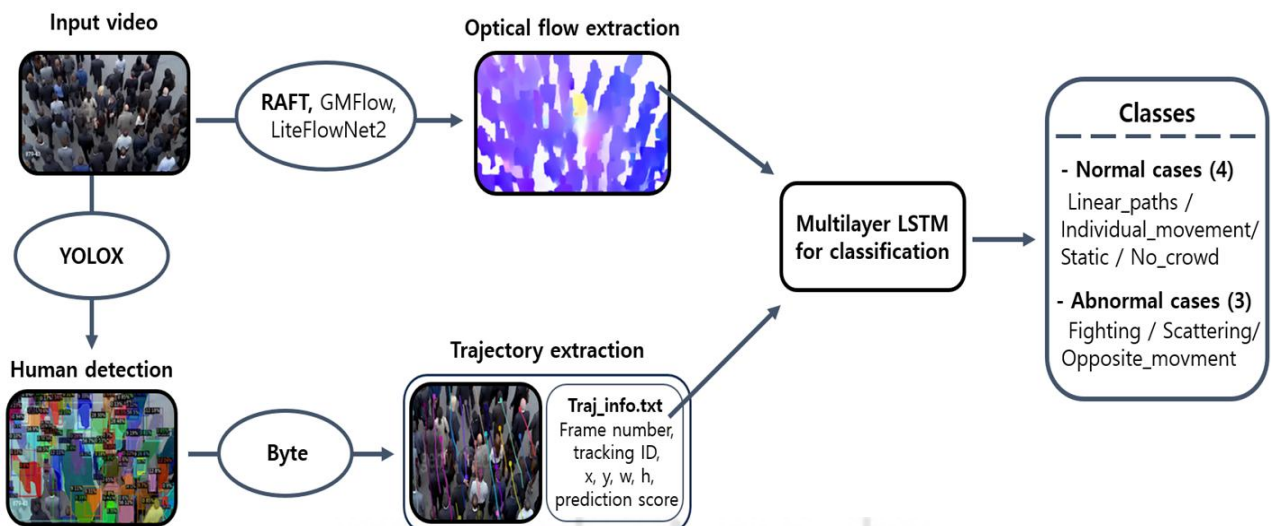 Input video
Optical flow extraction
RAFT, GMFlow,
LiteFlowNet2
YOLOX
Human detection
Byte
Trajectory extraction
Traj_info.txt
Frame number,
tracking ID,
x, y, w, h,
prediction score
Multilayer LSTM
for classification
Classes
- Normal cases (4)
Linear_paths /
Individual_movement/
Static / No_crowd
- Abnormal cases (3)
Fighting / Scattering/
Opposite_movment